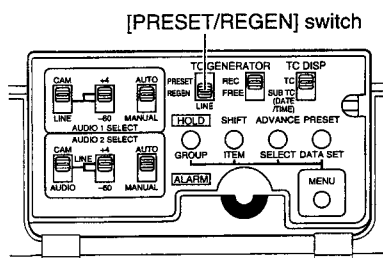 [PRESET/REGEN] switch
TC GENERATOR TC DISP
CAM +4 AUTO
PRESET REC TC
REGEN FREE SUB TC
LINE (DATE
/TIME)
LINE -60 MANUAL
AUDIO 1 SELECT
HOLD SHIFT ADVANCE PRESET
AUDIO 2 SELECT
CAM +4 AUTO
LINE
GROUP ITEM SELECT DATA SET
AUDIO -60 MANUAL
ALARM MENU